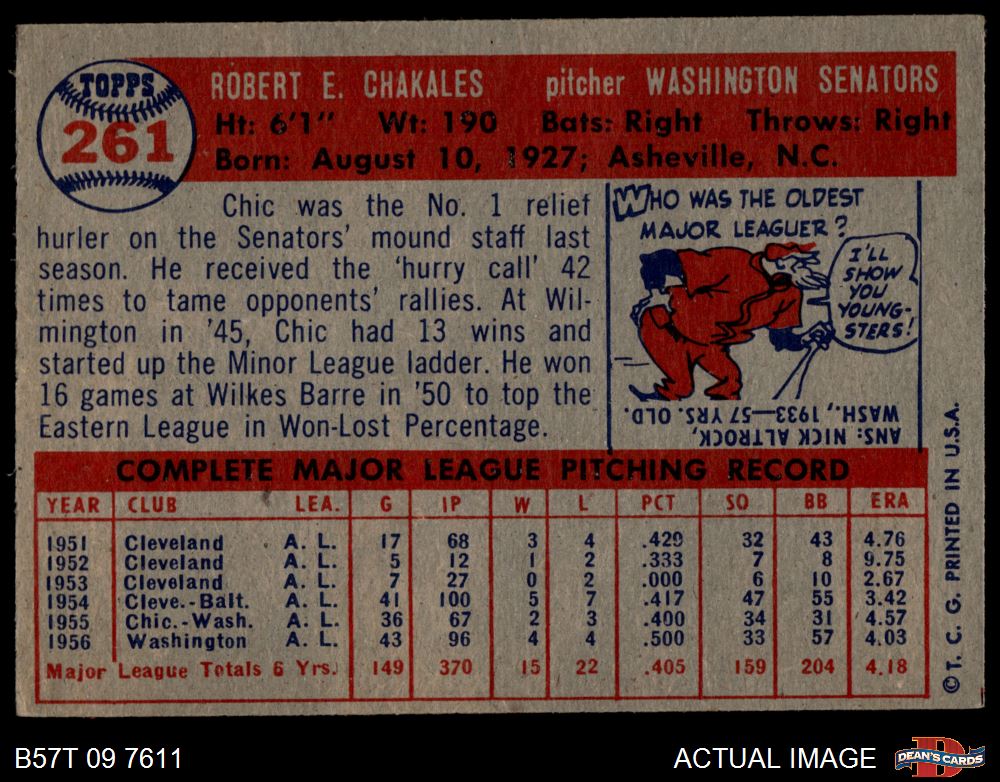 TOPPS
261
ROBERT E. CHAKALES pitcher WASHINGTON SENATORS
Ht: 6'1" Wt: 190 Bats: Right Throws: Right
Born: August 10, 1927; Asheville, N.C.
Chic was the No. 1 relief
hurler on the Senators' mound staff last
season. He received the 'hurry call' 42
times to tame opponents' rallies. At Wil-
mington in '45, Chic had 13 wins and
started up the Minor League ladder. He won
16 games at Wilkes Barre in '50 to top the
Eastern League in Won-Lost Percentage.
WHO WAS THE OLDEST
MAJOR LEAGUER?
I'LL
SHOW
YOU
YOUNG-
STERS!
ANS: NICK ALTROCK,
WASH., 1933—57 YRS. OLD.
COMPLETE MAJOR LEAGUE PITCHING RECORD
YEAR CLUB LEA. G IP W L PCT SO BB ERA
1951 Cleveland A. L. 17 68 3 4 .429 32 43 4.76
1952 Cleveland A. L. 5 12 1 2 .333 7 8 9.75
1953 Cleveland A. L. 7 27 0 2 .000 6 10 2.67
1954 Cleve.-Balt. A. L. 41 100 5 7 .417 47 55 3.42
1955 Chic.-Wash. A. L. 36 67 2 3 .400 34 31 4.57
1956 Washington A. L. 43 96 4 4 .500 33 57 4.03
Major League Totals 6 Yrs. 149 370 15 22 .405 159 204 4.18
©T. C. G. PRINTED IN U.S.A.
B57T 09 7611
ACTUAL IMAGE
DEAN'S CARDS